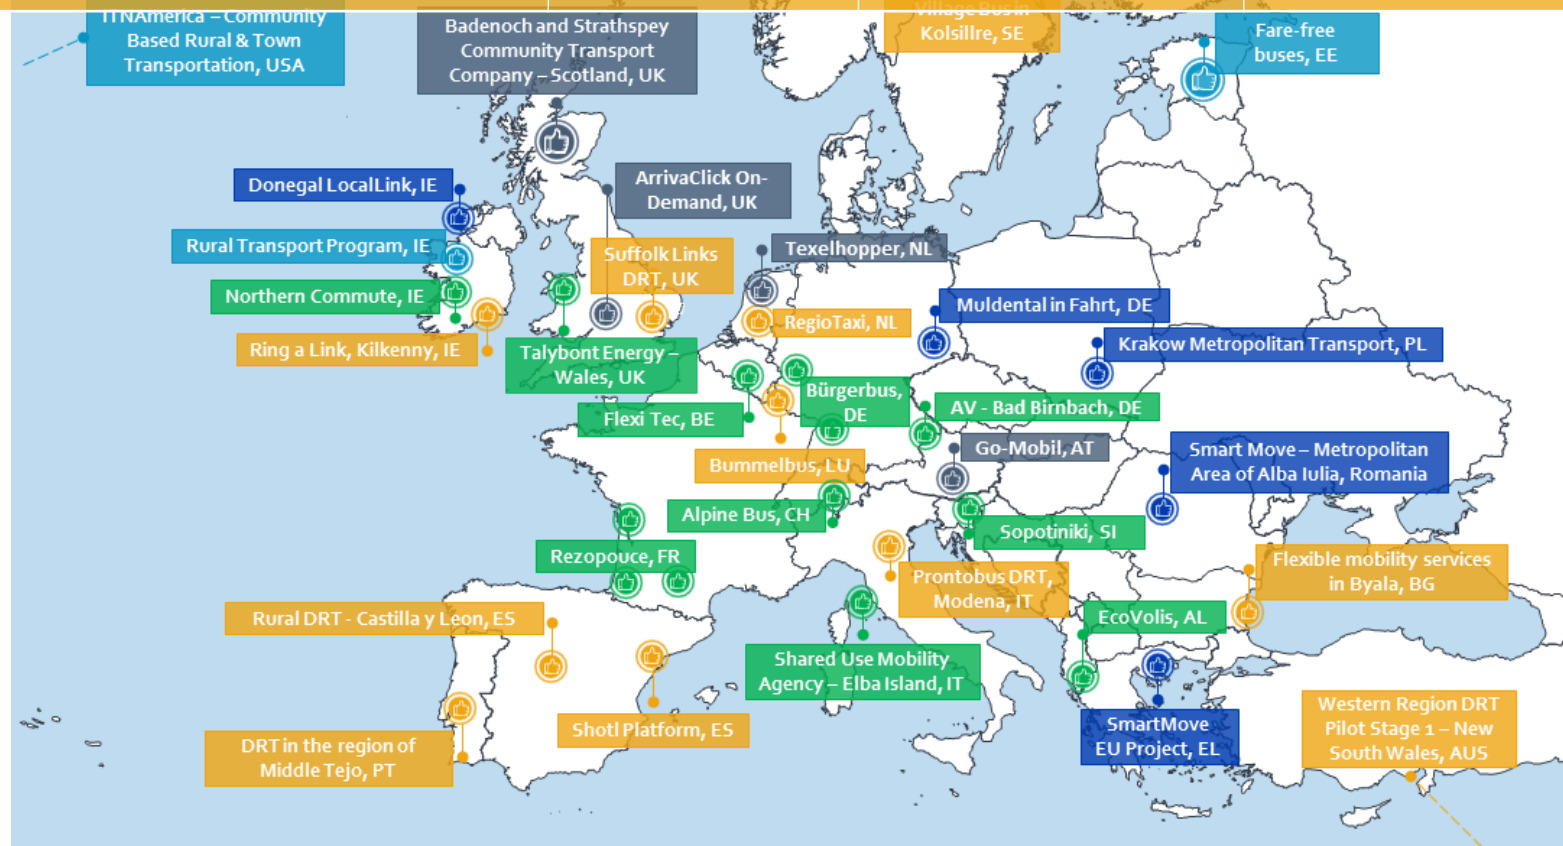 ITNAmerica – Community
Based Rural & Town
Transportation, USA
Badenoch and Strathspey
Community Transport
Company – Scotland, UK
Village Bus in
Kolsillre, SE
Fare-free
buses, EE
Donegal LocalLink, IE
ArrivaClick On-
Demand, UK
Rural Transport Program, IE
Suffolk Links
DRT, UK
Texelhopper, NL
Northern Commute, IE
Muldental in Fahrt, DE
RegioTaxi, NL
Ring a Link, Kilkenny, IE
Talybont Energy –
Wales, UK
Krakow Metropolitan Transport, PL
Bürgerbus,
DE
Flexi Tec, BE
AV - Bad Birnbach, DE
Go-Mobil, AT
Smart Move – Metropolitan
Area of Alba Iulia, Romania
Bummelbus, LU
Alpine Bus, CH
Sopotiniki, SI
Rezopouce, FR
Prontobus DRT,
Modena, IT
Flexible mobility services
in Byala, BG
Rural DRT - Castilla y Leon, ES
EcoVolis, AL
Shared Use Mobility
Agency – Elba Island, IT
Shotl Platform, ES
SmartMove
EU Project, EL
Western Region DRT
Pilot Stage 1 – New
South Wales, AUS
DRT in the region of
Middle Tejo, PT